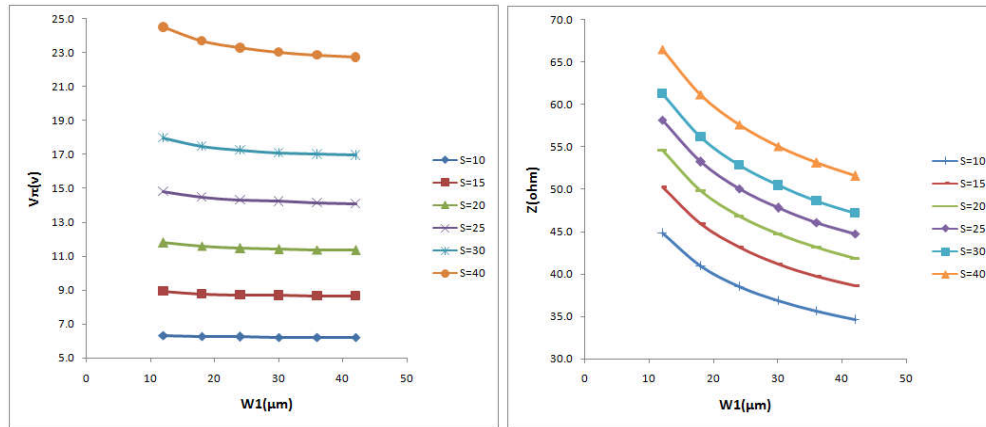 25.0
23.0
21.0
19.0
17.0
15.0
13.0
11.0
9.0
7.0
5.0
0
10
20
30
40
50
Vπ(v)
W1(μm)
S=10
S=15
S=20
S=25
S=30
S=40
70.0
65.0
60.0
55.0
50.0
45.0
40.0
35.0
30.0
0
10
20
30
40
50
Z(ohm)
W1(μm)
S=10
S=15
S=20
S=25
S=30
S=40